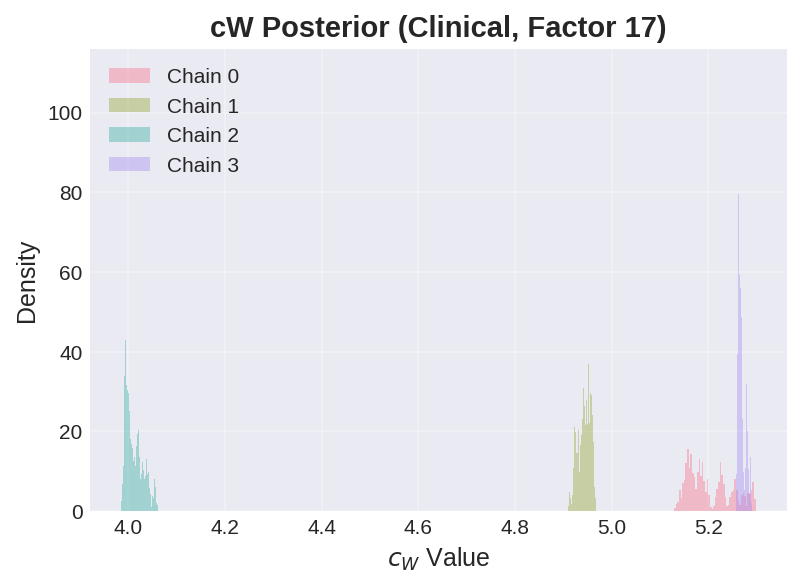 cW Posterior (Clinical, Factor 17)
Chain 0
Chain 1
Chain 2
Chain 3
100
80
60
40
20
0
4.0 4.2 4.4 4.6 4.8 5.0 5.2
Density
c_W Value